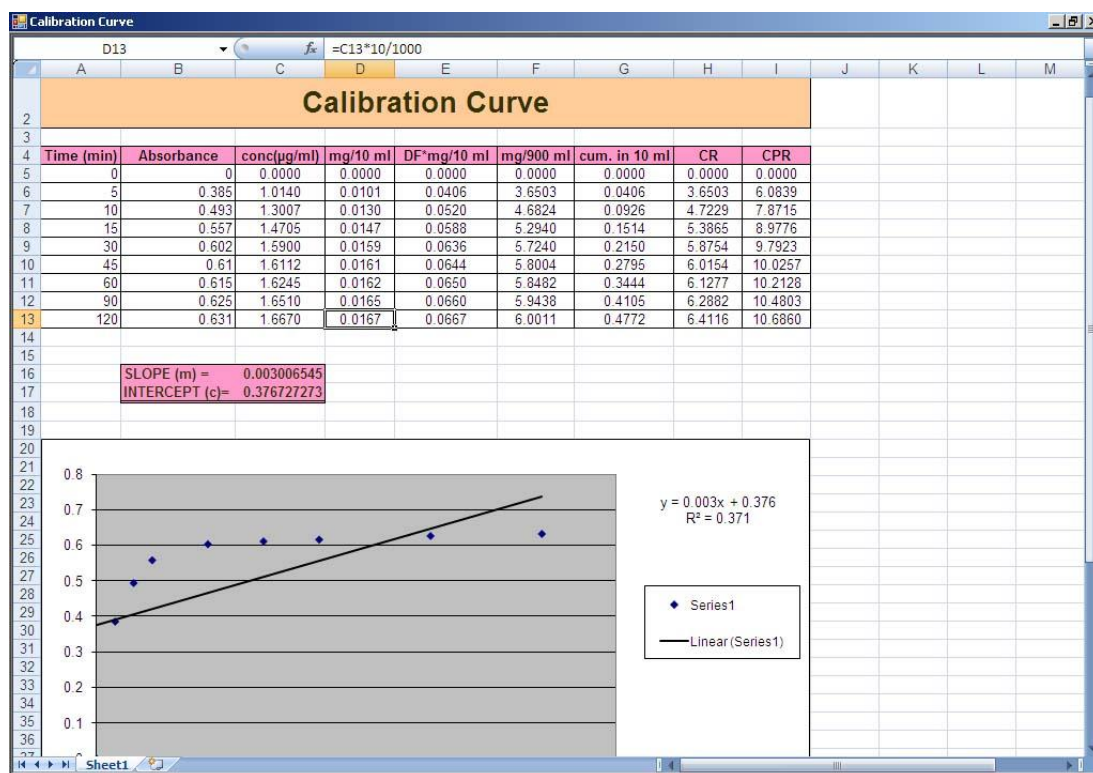 Calibration Curve
D13 fx =C13*10/1000
A B C D E F G H I J K L M
2 Calibration Curve
3
4 Time (min) Absorbance conc(µg/ml) mg/10 ml DF*mg/10 ml mg/900 ml cum. in 10 ml CR CPR
5 0 0 0.0000 0.0000 0.0000 0.0000 0.0000 0.0000 0.0000
6 5 0.385 1.0140 0.0101 0.0406 3.6503 0.0406 3.6503 6.0839
7 10 0.493 1.3007 0.0130 0.0520 4.6824 0.0926 4.7229 7.8715
8 15 0.557 1.4705 0.0147 0.0588 5.2940 0.1514 5.3865 8.9776
9 30 0.602 1.5900 0.0159 0.0636 5.7240 0.2150 5.8754 9.7923
10 45 0.61 1.6112 0.0161 0.0644 5.8004 0.2795 6.0154 10.0257
11 60 0.615 1.6245 0.0162 0.0650 5.8482 0.3444 6.1277 10.2128
12 90 0.625 1.6510 0.0165 0.0660 5.9438 0.4105 6.2882 10.4803
13 120 0.631 1.6670 0.0167 0.0667 6.0011 0.4772 6.4116 10.6860
14
15
16 SLOPE (m) = 0.003006545
17 INTERCEPT (c)= 0.376727273
18
19
20
21
22
23
24
25
26
27
28
29
30
31
32
33
34
35
36
0.8
0.7
0.6
0.5
0.4
0.3
0.2
0.1
y = 0.003x + 0.376
R² = 0.371
Series1
Linear (Series1)
Sheet1